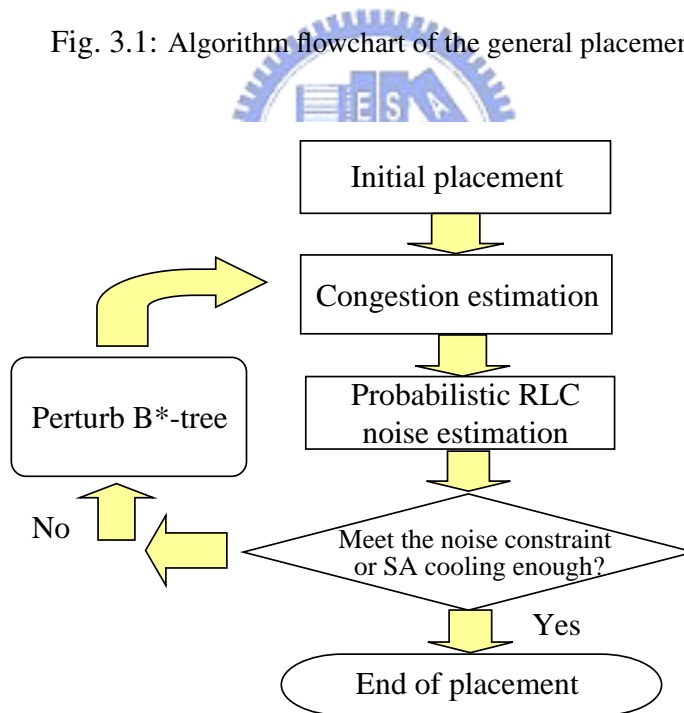 Fig. 3.1: Algorithm flowchart of the general placemen
E S A
Initial placement
Congestion estimation
Probabilistic RLC
noise estimation
Perturb B*-tree
No
Meet the noise constraint
or SA cooling enough?
Yes
End of placement